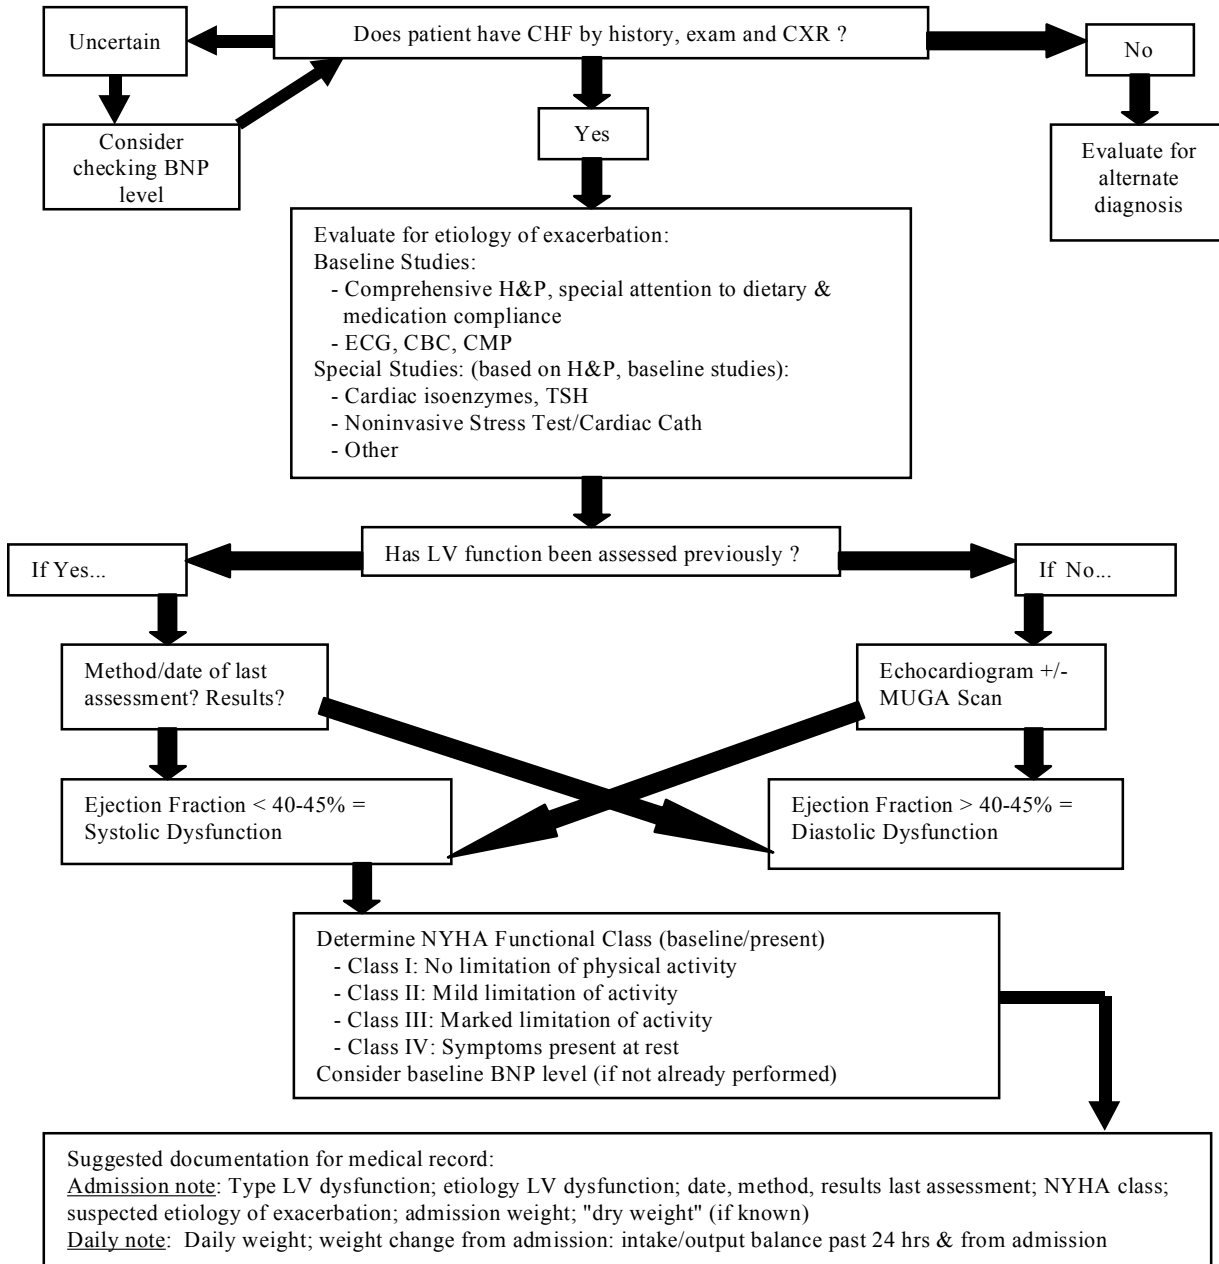 Does patient have CHF by history, exam and CXR ?
Uncertain
No
Consider
checking BNP
level
Yes
Evaluate for
alternate
diagnosis
Evaluate for etiology of exacerbation:
Baseline Studies:
- Comprehensive H&P, special attention to dietary &
medication compliance
- ECG, CBC, CMP
Special Studies: (based on H&P, baseline studies):
- Cardiac isoenzymes, TSH
- Noninvasive Stress Test/Cardiac Cath
- Other
Has LV function been assessed previously ?
If Yes...
If No...
Method/date of last
assessment? Results?
Echocardiogram +/-
MUGA Scan
Ejection Fraction < 40-45% =
Systolic Dysfunction
Ejection Fraction > 40-45% =
Diastolic Dysfunction
Determine NYHA Functional Class (baseline/present)
- Class I: No limitation of physical activity
- Class II: Mild limitation of activity
- Class III: Marked limitation of activity
- Class IV: Symptoms present at rest
Consider baseline BNP level (if not already performed)
Suggested documentation for medical record:
Admission note: Type LV dysfunction; etiology LV dysfunction; date, method, results last assessment; NYHA class;
suspected etiology of exacerbation; admission weight; "dry weight" (if known)
Daily note: Daily weight; weight change from admission: intake/output balance past 24 hrs & from admission